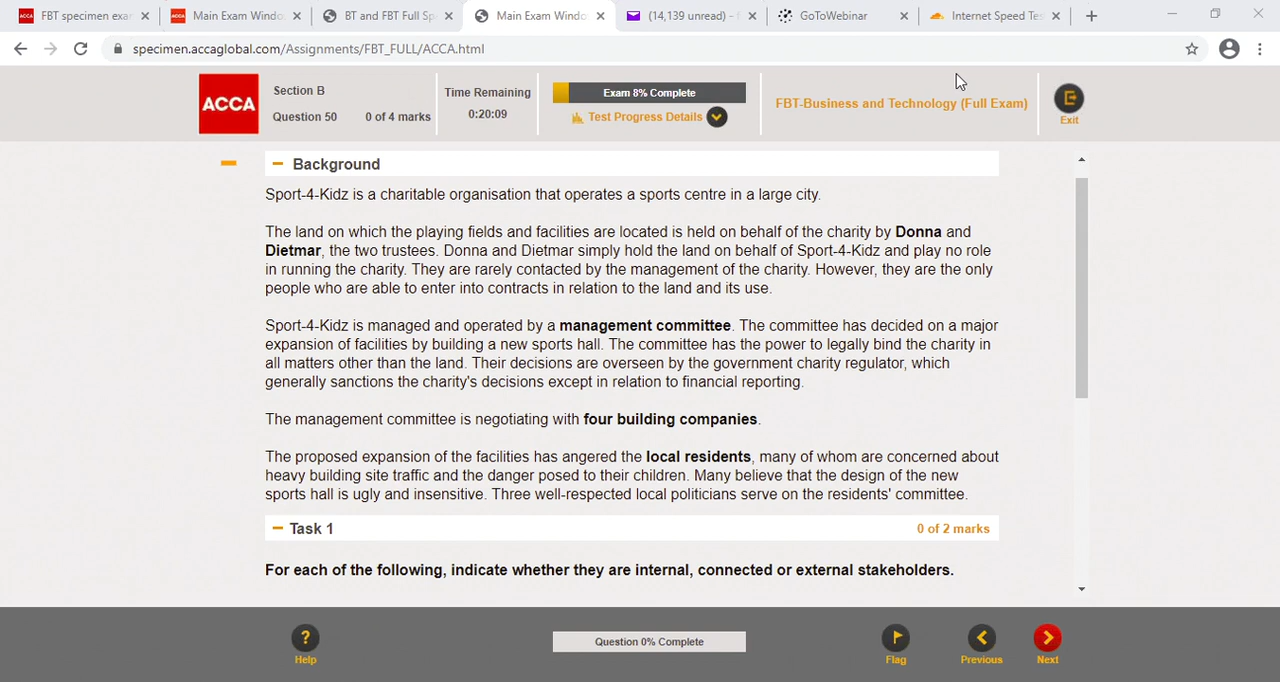 FBT specimen exar
Main Exam Windo
BT and FBT Full Sp
Main Exam Windo
(14,139 unread) - f
GoToWebinar
Internet Speed Tes
specimen.accaglobal.com/Assignments/FBT_FULL/ACCA.html
ACCA
Section B
Question 50
0 of 4 marks
Time Remaining
0:20:09
Exam 8% Complete
Test Progress Details
FBT-Business and Technology (Full Exam)
Exit
Background
Sport-4-Kidz is a charitable organisation that operates a sports centre in a large city.
The land on which the playing fields and facilities are located is held on behalf of the charity by Donna and
Dietmar, the two trustees. Donna and Dietmar simply hold the land on behalf of Sport-4-Kidz and play no role
in running the charity. They are rarely contacted by the management of the charity. However, they are the only
people who are able to enter into contracts in relation to the land and its use.
Sport-4-Kidz is managed and operated by a management committee. The committee has decided on a major
expansion of facilities by building a new sports hall. The committee has the power to legally bind the charity in
all matters other than the land. Their decisions are overseen by the government charity regulator, which
generally sanctions the charity's decisions except in relation to financial reporting.
The management committee is negotiating with four building companies.
The proposed expansion of the facilities has angered the local residents, many of whom are concerned about
heavy building site traffic and the danger posed to their children. Many believe that the design of the new
sports hall is ugly and insensitive. Three well-respected local politicians serve on the residents' committee.
Task 1
0 of 2 marks
For each of the following, indicate whether they are internal, connected or external stakeholders.
?
Help
Question 0% Complete
Flag
Previous
Next